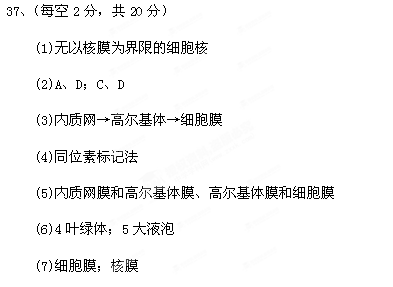 37、（每空 2 分，共 20 分）
(1)无以核膜为界限的细胞核
(2)A、D；C、D
(3)内质网→高尔基体→细胞膜
(4)同位素标记法
(5)内质网膜和高尔基体膜、高尔基体膜和细胞膜
(6)4 叶绿体；5 大液泡
(7)细胞膜；核膜